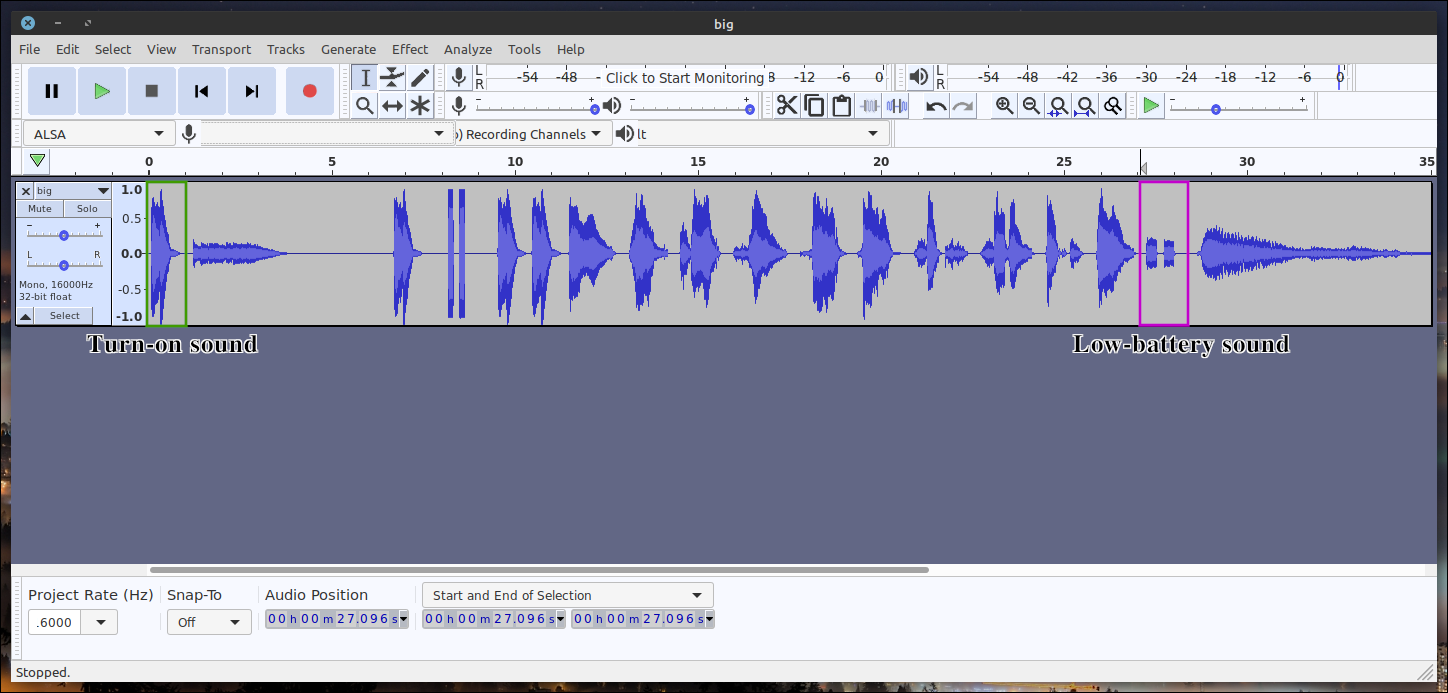 big
File Edit Select View Transport Tracks Generate Effect Analyze Tools Help
L R -54 -48 - Click to Start Monitoring 8 -12 -6 0 L R -54 -48 -42 -36 -30 -24 -18 -12 -6 0
- + - + - +
ALSA o) Recording Channels lt
0 5 10 15 20 25 30 35
big
Mute Solo
- +
L R
Mono, 16000Hz
32-bit float
Select
1.0
0.5
0.0
-0.5
-1.0
Turn-on sound
Low-battery sound
Project Rate (Hz) Snap-To Audio Position Start and End of Selection
.6000 Off 00 h 00 m 27.096 s 00 h 00 m 27.096 s 00 h 00 m 27.096 s
Stopped.